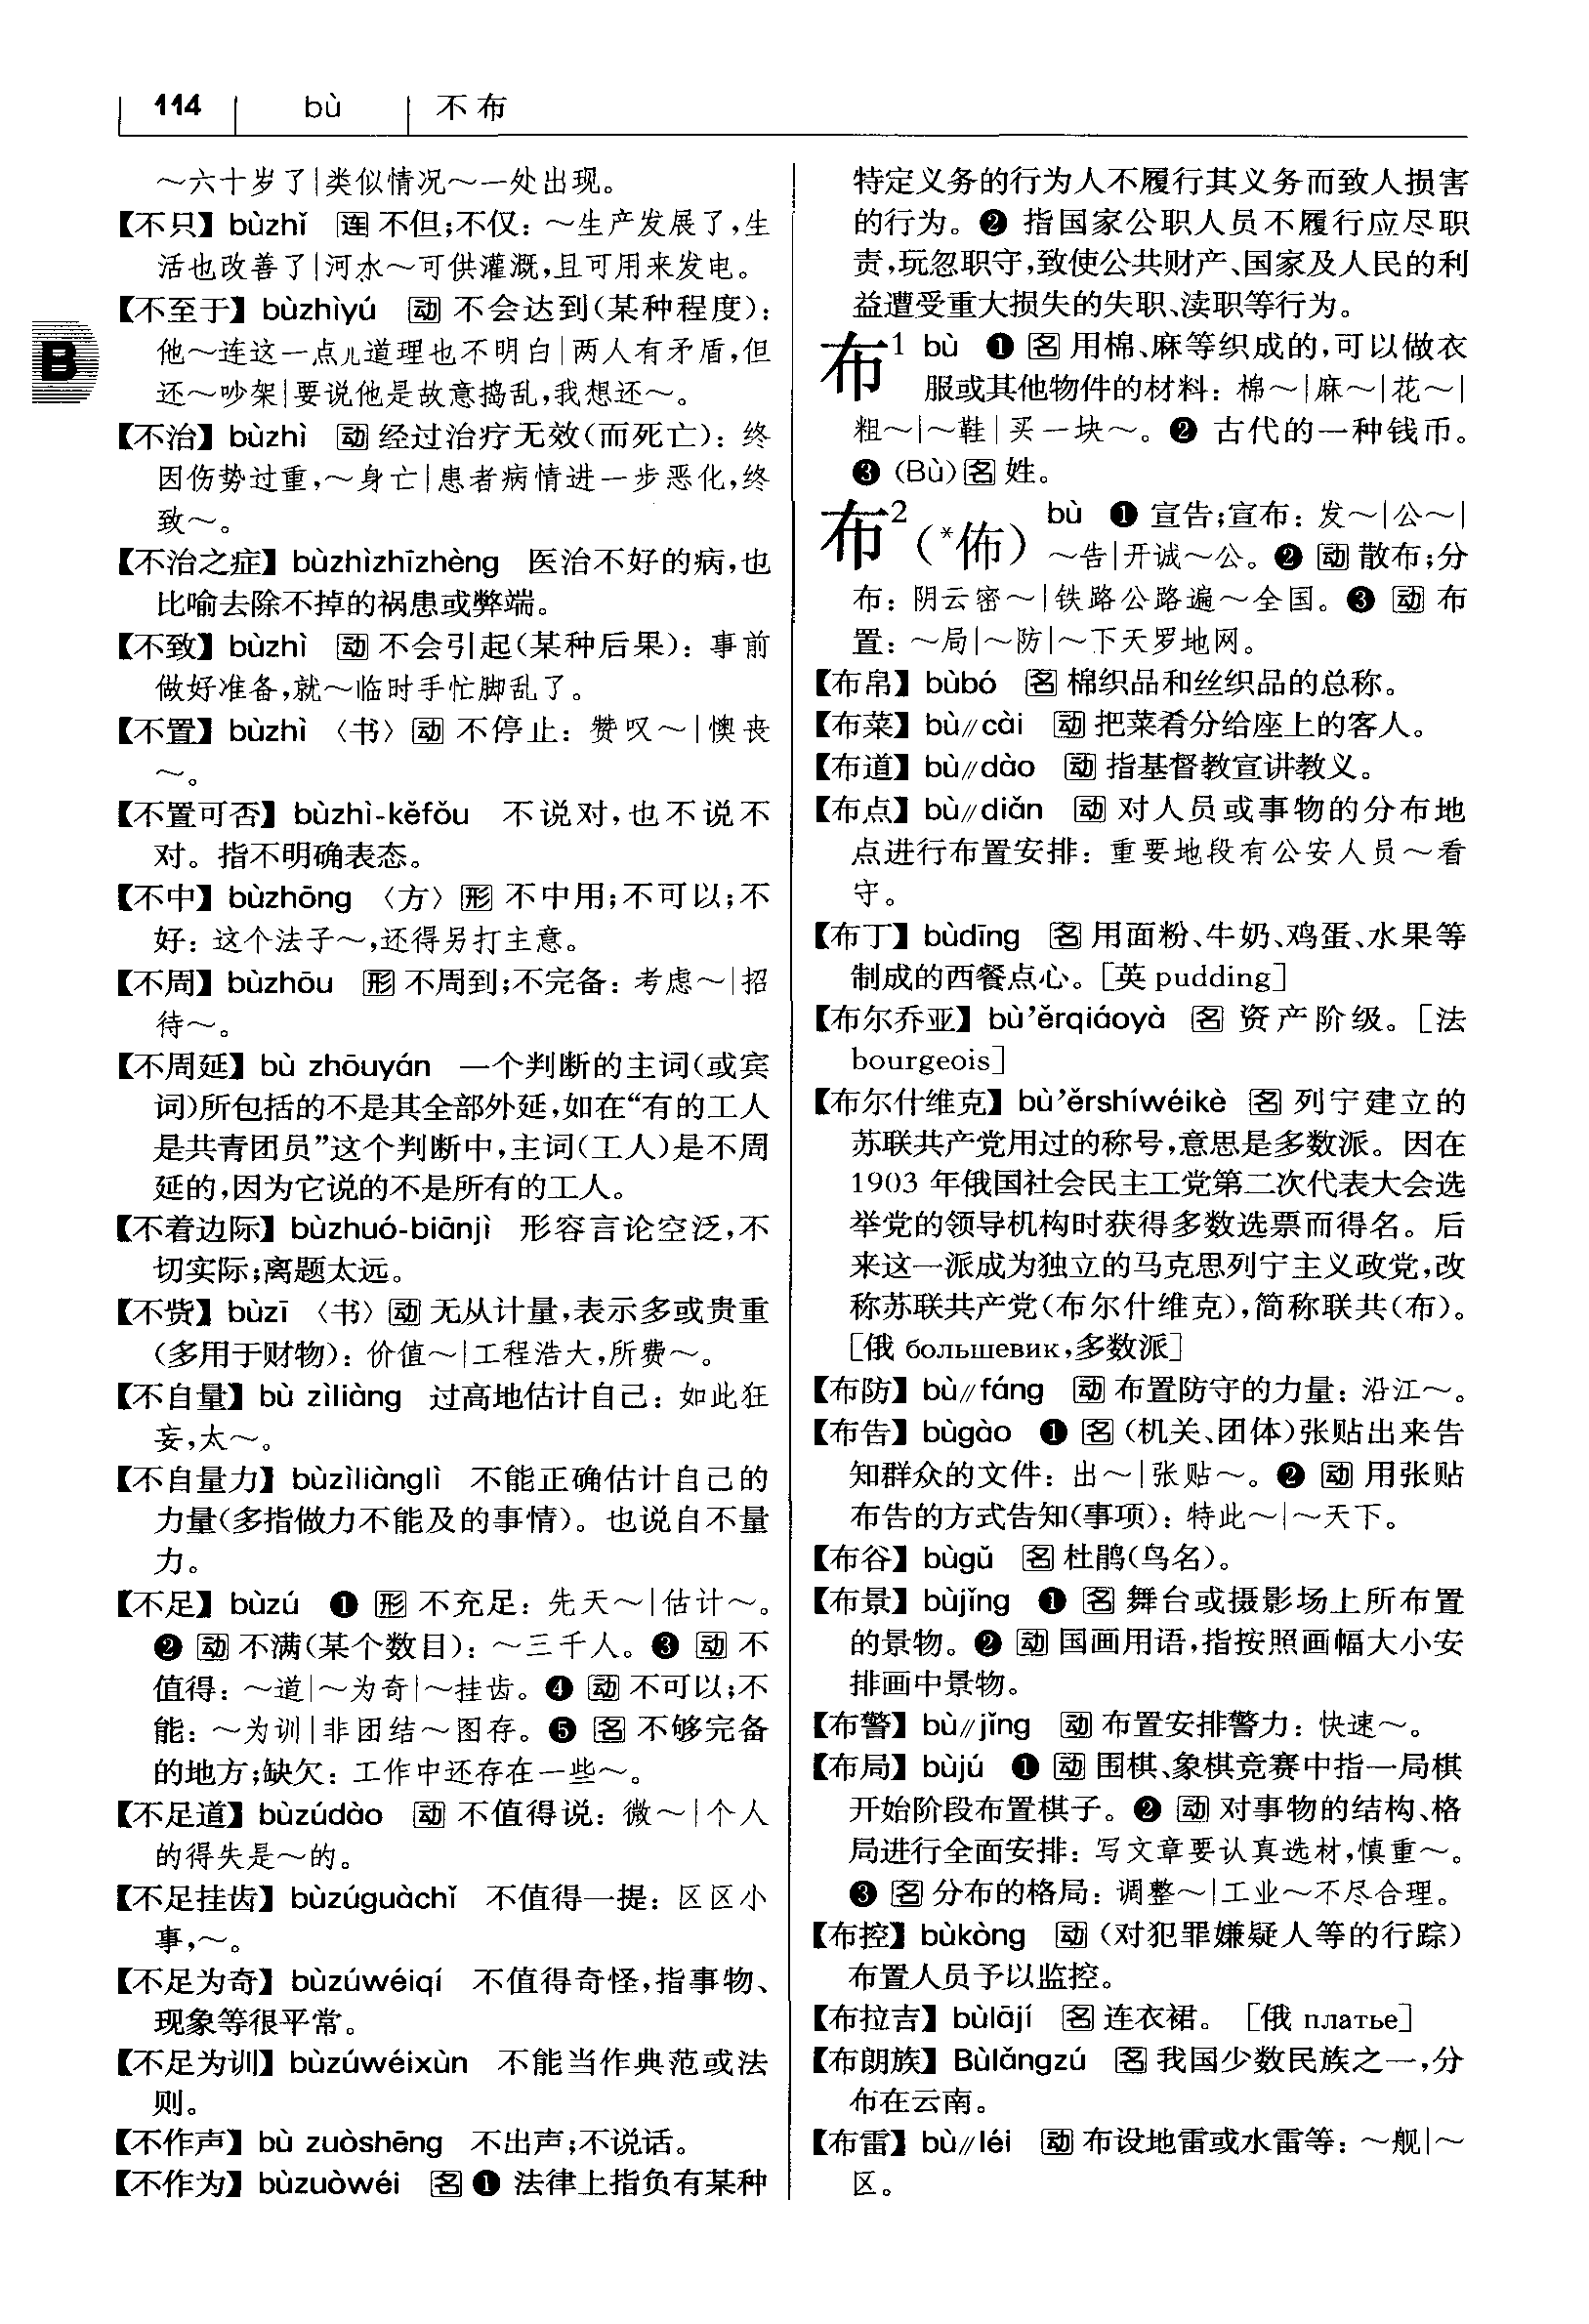 114 bù 不布
～六十岁了|类似情况～一处出现。
【不只】bùzhǐ 连 不但;不仅：～生产发展了,生
活也改善了|河水～可供灌溉,且可用来发电。
【不至于】bùzhìyú 动 不会达到(某种程度)：
他～连这一点儿道理也不明白|两人有矛盾,但
还～吵架|要说他是故意捣乱,我想还～。
【不治】bùzhì 动 经过治疗无效(而死亡)：终
因伤势过重,～身亡|患者病情进一步恶化,终
致～。
【不治之症】bùzhìzhīzhèng 医治不好的病,也
比喻去除不掉的祸患或弊端。
【不致】bùzhì 动 不会引起(某种后果)：事前
做好准备,就～临时手忙脚乱了。
【不置】bùzhì 〈书〉动 不停止：赞叹～|懊丧
～。
【不置可否】bùzhì-kěfǒu 不说对,也不说不
对。指不明确表态。
【不中】bùzhōng 〈方〉形 不中用;不可以;不
好：这个法子～,还得另打主意。
【不周】bùzhōu 形 不周到;不完备：考虑～|招
待～。
【不周延】bù zhōuyán 一个判断的主词(或宾
词)所包括的不是其全部外延,如在“有的工人
是共青团员”这个判断中,主词(工人)是不周
延的,因为它说的不是所有的工人。
【不着边际】bùzhuó-biānjì 形容言论空泛,不
切实际;离题太远。
【不赀】bùzī 〈书〉动 无从计量,表示多或贵重
(多用于财物)：价值～|工程浩大,所费～。
【不自量】bù zìliàng 过高地估计自己：如此狂
妄,太～。
【不自量力】bùzìliànglì 不能正确估计自己的
力量(多指做力不能及的事情)。也说自不量
力。
【不足】bùzú ❶ 形 不充足：先天～|估计～。
❷ 动 不满(某个数目)：～三千人。❸ 动 不
值得：～道|～为奇|～挂齿。❹ 动 不可以;不
能：～为训|非团结～图存。❺ 名 不够完备
的地方;缺欠：工作中还存在一些～。
【不足道】bùzúdào 动 不值得说：微～|个人
的得失是～的。
【不足挂齿】bùzúguàchǐ 不值得一提：区区小
事,～。
【不足为奇】bùzúwéiqí 不值得奇怪,指事物、
现象等很平常。
【不足为训】bùzúwéixùn 不能当作典范或法
则。
【不作声】bù zuòshēng 不出声;不说话。
【不作为】bùzuòwéi 名 ❶ 法律上指负有某种
特定义务的行为人不履行其义务而致人损害
的行为。❷ 指国家公职人员不履行应尽职
责,玩忽职守,致使公共财产、国家及人民的利
益遭受重大损失的失职、渎职等行为。
布¹ bù ❶ 名 用棉、麻等织成的,可以做衣
服或其他物件的材料：棉～|麻～|花～|
粗～|～鞋|买一块～。❷ 古代的一种钱币。
❸ (Bù)名 姓。
布²(*佈) bù ❶ 宣告;宣布：发～|公～|
～告|开诚～公。❷ 动 散布;分
布：阴云密～|铁路公路遍～全国。❸ 动 布
置：～局|～防|～下天罗地网。
【布帛】bùbó 名 棉织品和丝织品的总称。
【布菜】bù//cài 动 把菜肴分给座上的客人。
【布道】bù//dào 动 指基督教宣讲教义。
【布点】bù//diǎn 动 对人员或事物的分布地
点进行布置安排：重要地段有公安人员～看
守。
【布丁】bùdīng 名 用面粉、牛奶、鸡蛋、水果等
制成的西餐点心。[英 pudding]
【布尔乔亚】bù’ěrqiáoyà 名 资产阶级。[法
bourgeois]
【布尔什维克】bù’ěrshíwéikè 名 列宁建立的
苏联共产党用过的称号,意思是多数派。因在
1903 年俄国社会民主工党第二次代表大会选
举党的领导机构时获得多数选票而得名。后
来这一派成为独立的马克思列宁主义政党,改
称苏联共产党(布尔什维克),简称联共(布)。
[俄 большевик,多数派]
【布防】bù//fáng 动 布置防守的力量：沿江～。
【布告】bùgào ❶ 名 (机关、团体)张贴出来告
知群众的文件：出～|张贴～。❷ 动 用张贴
布告的方式告知(事项)：特此～|～天下。
【布谷】bùgǔ 名 杜鹃(鸟名)。
【布景】bùjǐng ❶ 名 舞台或摄影场上所布置
的景物。❷ 动 国画用语,指按照画幅大小安
排画中景物。
【布警】bù//jǐng 动 布置安排警力：快速～。
【布局】bùjú ❶ 动 围棋、象棋竞赛中指一局棋
开始阶段布置棋子。❷ 动 对事物的结构、格
局进行全面安排：写文章要认真选材,慎重～。
❸ 名 分布的格局：调整～|工业～不尽合理。
【布控】bùkòng 动 (对犯罪嫌疑人等的行踪)
布置人员予以监控。
【布拉吉】bùlājí 名 连衣裙。[俄 платье]
【布朗族】Bùlǎngzú 名 我国少数民族之一,分
布在云南。
【布雷】bù//léi 动 布设地雷或水雷等：～舰|～
区。
B